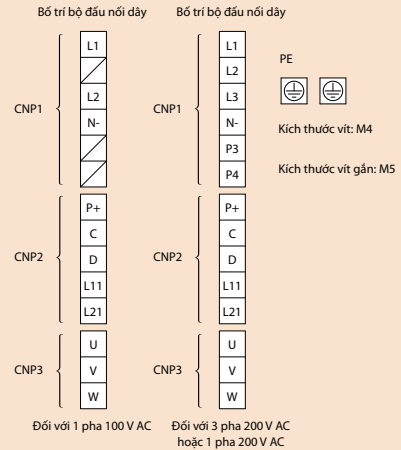 Bố trí bộ đấu nối dây
Bố trí bộ đấu nối dây
CNP1
L1
L2
N-
CNP2
P+
C
D
L11
L21
CNP3
U
V
W
Đối với 1 pha 100 V AC
CNP1
L1
L2
L3
N-
P3
P4
CNP2
P+
C
D
L11
L21
CNP3
U
V
W
Đối với 3 pha 200 V AC
hoặc 1 pha 200 V AC
PE
Kích thước vít: M4
Kích thước vít gắn: M5